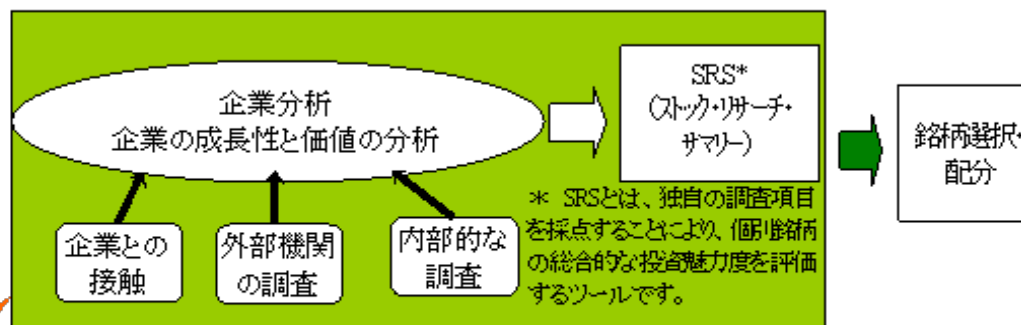 企業分析
企業の成長性と価値の分析
企業との
接触
外部機関
の調査
内部的な
調査
SRS*
(ストック・リサーチ・
サマリー)
* SRSとは、独自の調査項目
を採点することにより、個別銘柄
の総合的な投資魅力度を評価
するツールです。
銘柄選択・
配分